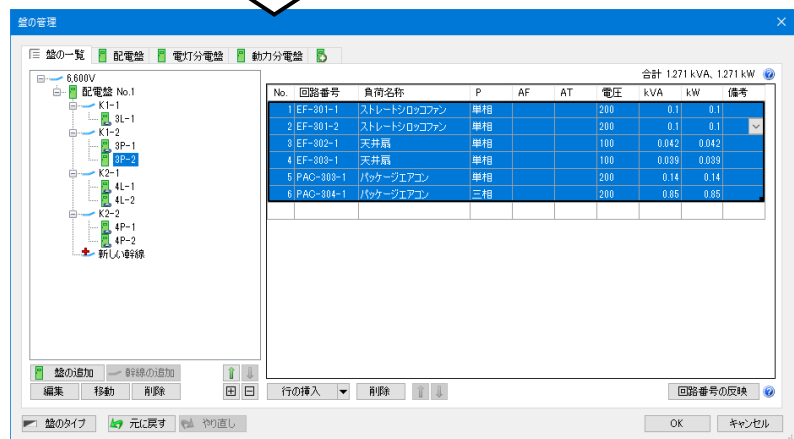 盤の管理
盤の一覧 配電盤 電灯分電盤 動力分電盤
合計 1.271 kVA、1.271 kW
6,600V
配電盤 No.1
K1-1
3L-1
K1-2
3P-1
3P-2
K2-1
4L-1
4L-2
K2-2
4P-1
4P-2
新しい幹線
No. 回路番号 負荷名称 P AF AT 電圧 kVA kW 備考
1 EF-301-1 ストレートシロッコファン 単相 200 0.1 0.1
2 EF-301-2 ストレートシロッコファン 単相 200 0.1 0.1
3 EF-302-1 天井扇 単相 100 0.042 0.042
4 EF-303-1 天井扇 単相 100 0.039 0.039
5 PAC-303-1 パッケージエアコン 単相 200 0.14 0.14
6 PAC-304-1 パッケージエアコン 三相 200 0.85 0.85
盤の追加 幹線の追加
編集 移動 削除
行の挿入 削除 回路番号の反映
盤のタイプ 元に戻す やり直し OK キャンセル